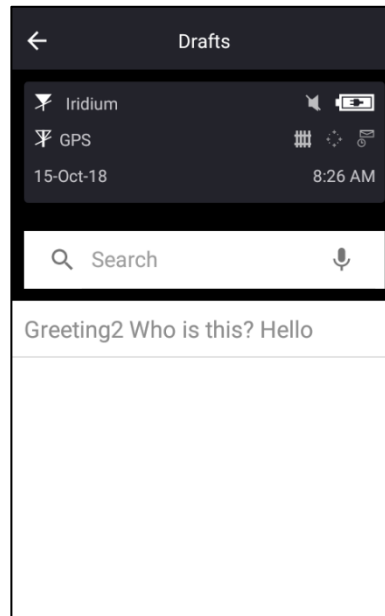 Drafts
Iridium
GPS
15-Oct-18 8:26 AM
Search
Greeting2 Who is this? Hello